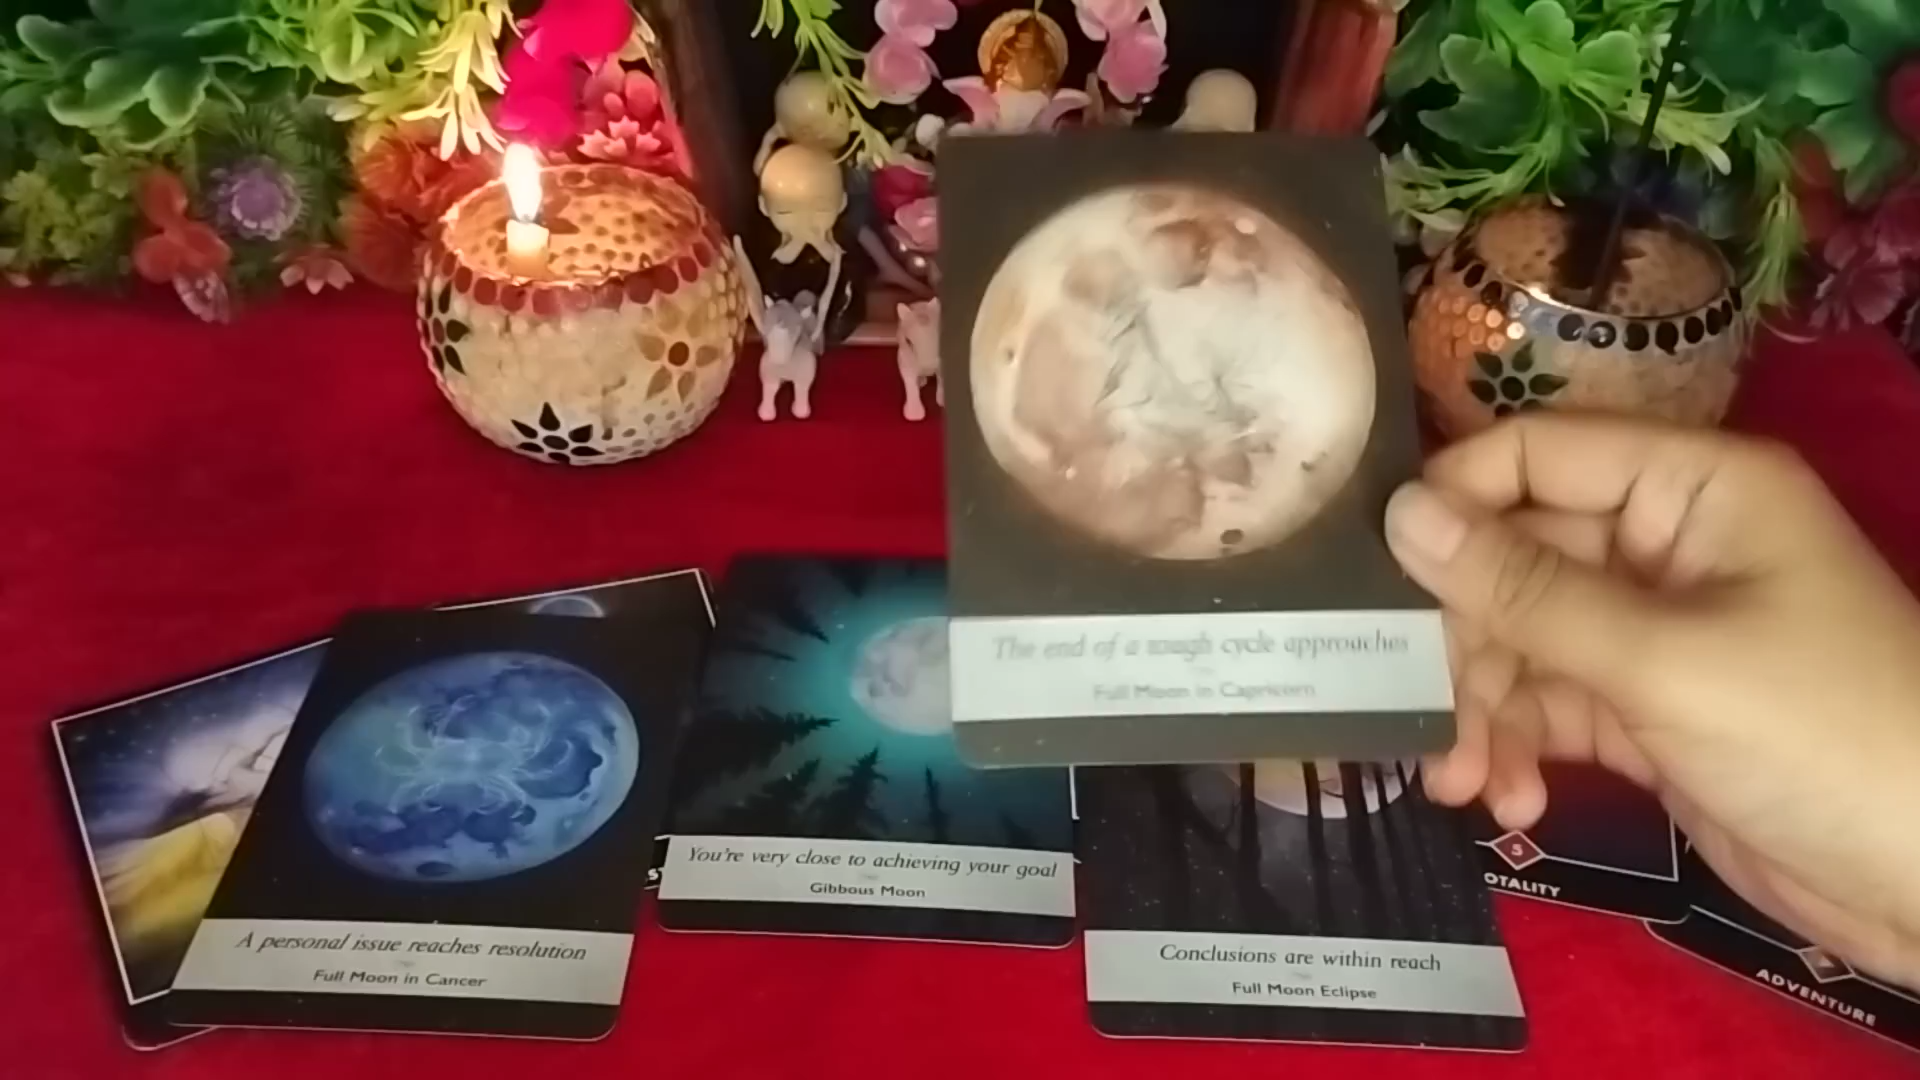 The end of a rough cycle approaches
Full Moon in Capricorn
You're very close to achieving your goal
Gibbous Moon
A personal issue reaches resolution
Full Moon in Cancer
Conclusions are within reach
Full Moon Eclipse
5
OTALITY
ADVENTURE